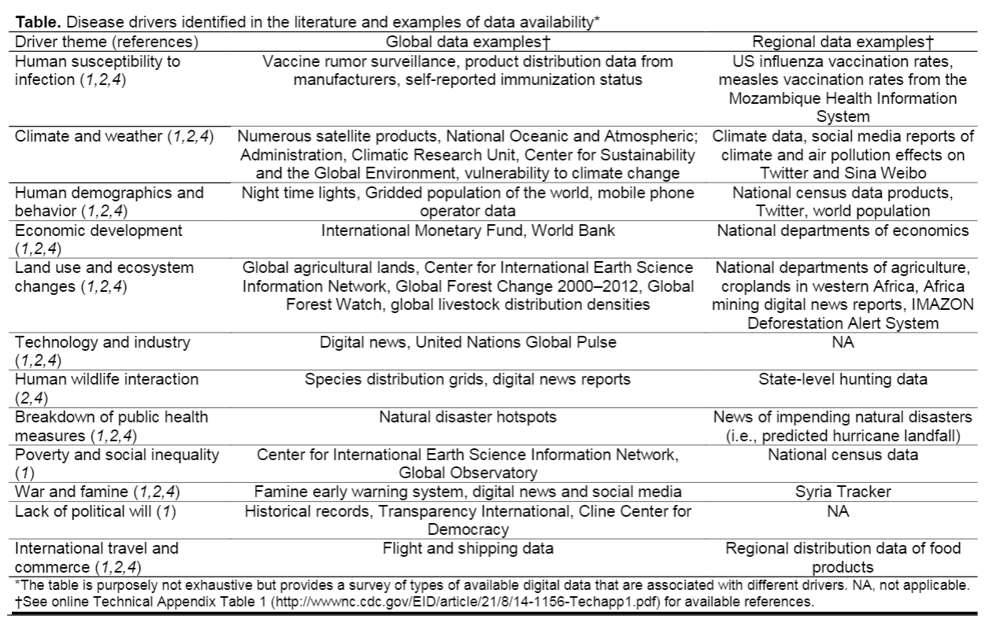 Table. Disease drivers identified in the literature and examples of data availability*
Driver theme (references) Global data examples† Regional data examples†
Human susceptibility to infection (1,2,4)
Vaccine rumor surveillance, product distribution data from
manufacturers, self-reported immunization status
US influenza vaccination rates,
measles vaccination rates from the
Mozambique Health Information
System
Climate and weather (1,2,4)
Numerous satellite products, National Oceanic and Atmospheric;
Administration, Climatic Research Unit, Center for Sustainability
and the Global Environment, vulnerability to climate change
Climate data, social media reports of
climate and air pollution effects on
Twitter and Sina Weibo
Human demographics and
behavior (1,2,4)
Night time lights, Gridded population of the world, mobile phone
operator data
National census data products,
Twitter, world population
Economic development
(1,2,4)
International Monetary Fund, World Bank
National departments of economics
Land use and ecosystem
changes (1,2,4)
Global agricultural lands, Center for International Earth Science
Information Network, Global Forest Change 2000–2012, Global
Forest Watch, global livestock distribution densities
National departments of agriculture,
croplands in western Africa, Africa
mining digital news reports, IMAZON
Deforestation Alert System
Technology and industry
(1,2,4)
Digital news, United Nations Global Pulse
NA
Human wildlife interaction
(2,4)
Species distribution grids, digital news reports
State-level hunting data
Breakdown of public health
measures (1,2,4)
Natural disaster hotspots
News of impending natural disasters
(i.e., predicted hurricane landfall)
Poverty and social inequality
(1)
Center for International Earth Science Information Network,
Global Observatory
National census data
War and famine (1,2,4)
Famine early warning system, digital news and social media
Syria Tracker
Lack of political will (1)
Historical records, Transparency International, Cline Center for
Democracy
NA
International travel and
commerce (1,2,4)
Flight and shipping data
Regional distribution data of food
products
*The table is purposely not exhaustive but provides a survey of types of available digital data that are associated with different drivers. NA, not applicable.
†See online Technical Appendix Table 1 (http://wwwnc.cdc.gov/EID/article/21/8/14-1156-Techapp1.pdf) for available references.